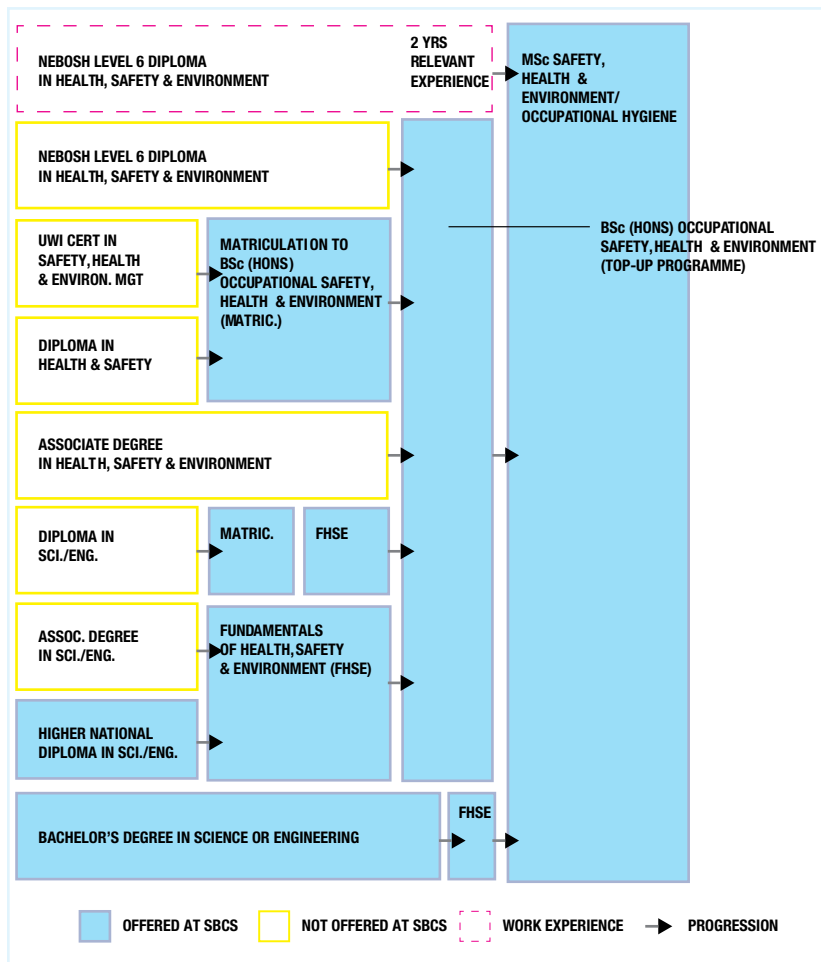 NEBOSH LEVEL 6 DIPLOMA
IN HEALTH, SAFETY & ENVIRONMENT
2 YRS
RELEVANT
EXPERIENCE
MSc SAFETY,
HEALTH &
ENVIRONMENT/
OCCUPATIONAL HYGIENE
NEBOSH LEVEL 6 DIPLOMA
IN HEALTH, SAFETY & ENVIRONMENT
UWI CERT IN
SAFETY, HEALTH
& ENVIRON. MGT
MATRICULATION TO
BSc (HONS)
OCCUPATIONAL SAFETY,
HEALTH & ENVIRONMENT
(MATRIC.)
BSc (HONS) OCCUPATIONAL
SAFETY, HEALTH & ENVIRONMENT
(TOP-UP PROGRAMME)
DIPLOMA IN
HEALTH & SAFETY
ASSOCIATE DEGREE
IN HEALTH, SAFETY & ENVIRONMENT
DIPLOMA IN
SCI./ENG.
MATRIC.
FHSE
ASSOC. DEGREE
IN SCI./ENG.
FUNDAMENTALS
OF HEALTH, SAFETY
& ENVIRONMENT (FHSE)
HIGHER NATIONAL
DIPLOMA IN SCI./ENG.
BACHELOR'S DEGREE IN SCIENCE OR ENGINEERING
FHSE
OFFERED AT SBCS
NOT OFFERED AT SBCS
WORK EXPERIENCE
PROGRESSION